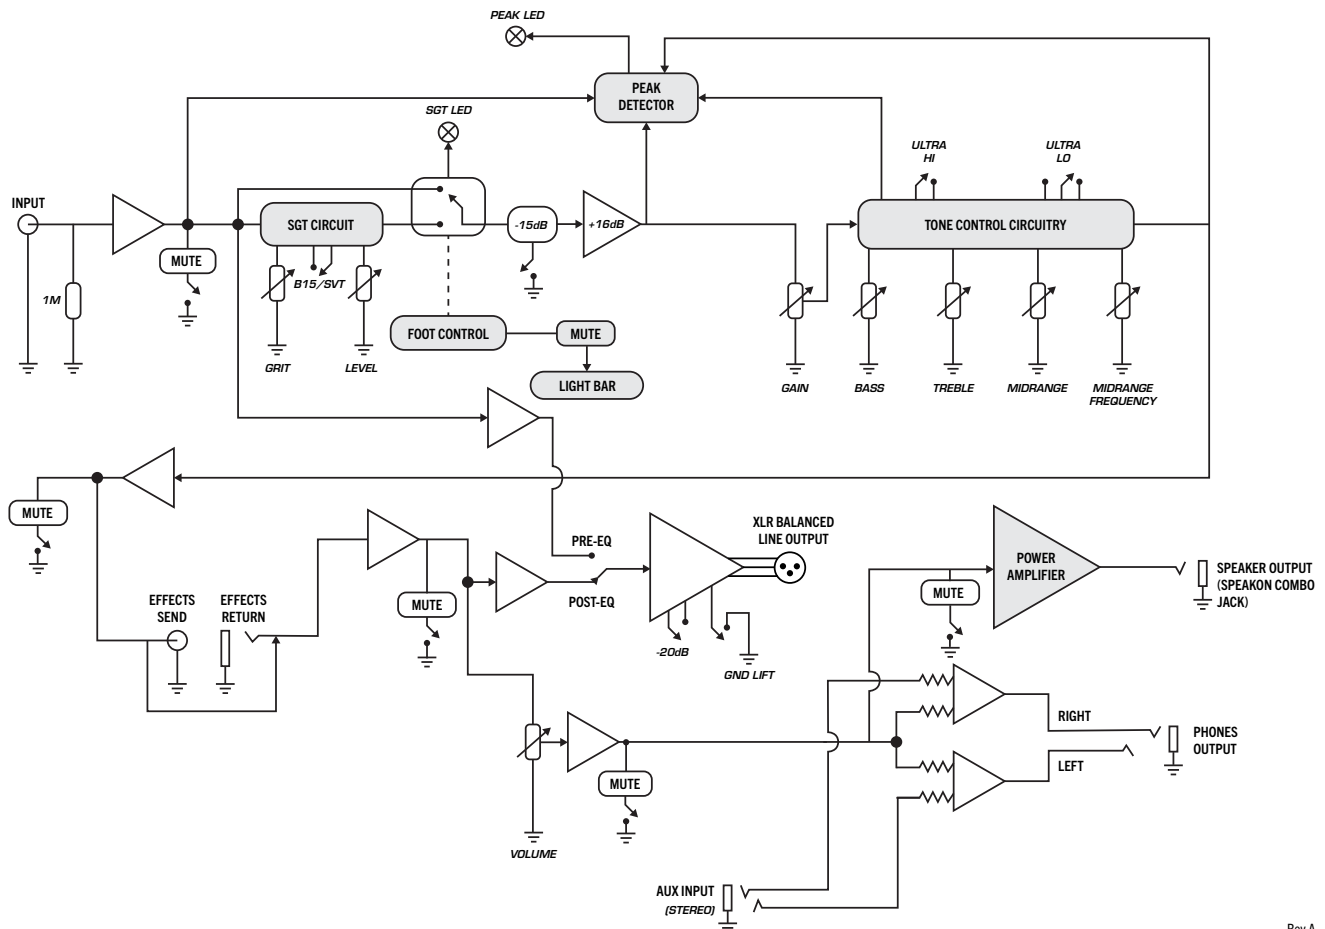 PEAK LED
PEAK
DETECTOR
SGT LED
ULTRA
HI
ULTRA
LO
INPUT
SGT CIRCUIT
-15dB
+16dB
TONE CONTROL CIRCUITRY
MUTE
1M
B15/SVT
FOOT CONTROL
MUTE
LIGHT BAR
GRIT
LEVEL
GAIN
BASS
TREBLE
MIDRANGE
MIDRANGE
FREQUENCY
MUTE
PRE-EQ
POST-EQ
XLR BALANCED
LINE OUTPUT
POWER
AMPLIFIER
SPEAKER OUTPUT
(SPEAKON COMBO
JACK)
EFFECTS
SEND
EFFECTS
RETURN
MUTE
MUTE
-20dB
GND LIFT
RIGHT
LEFT
PHONES
OUTPUT
MUTE
VOLUME
AUX INPUT
(STEREO)